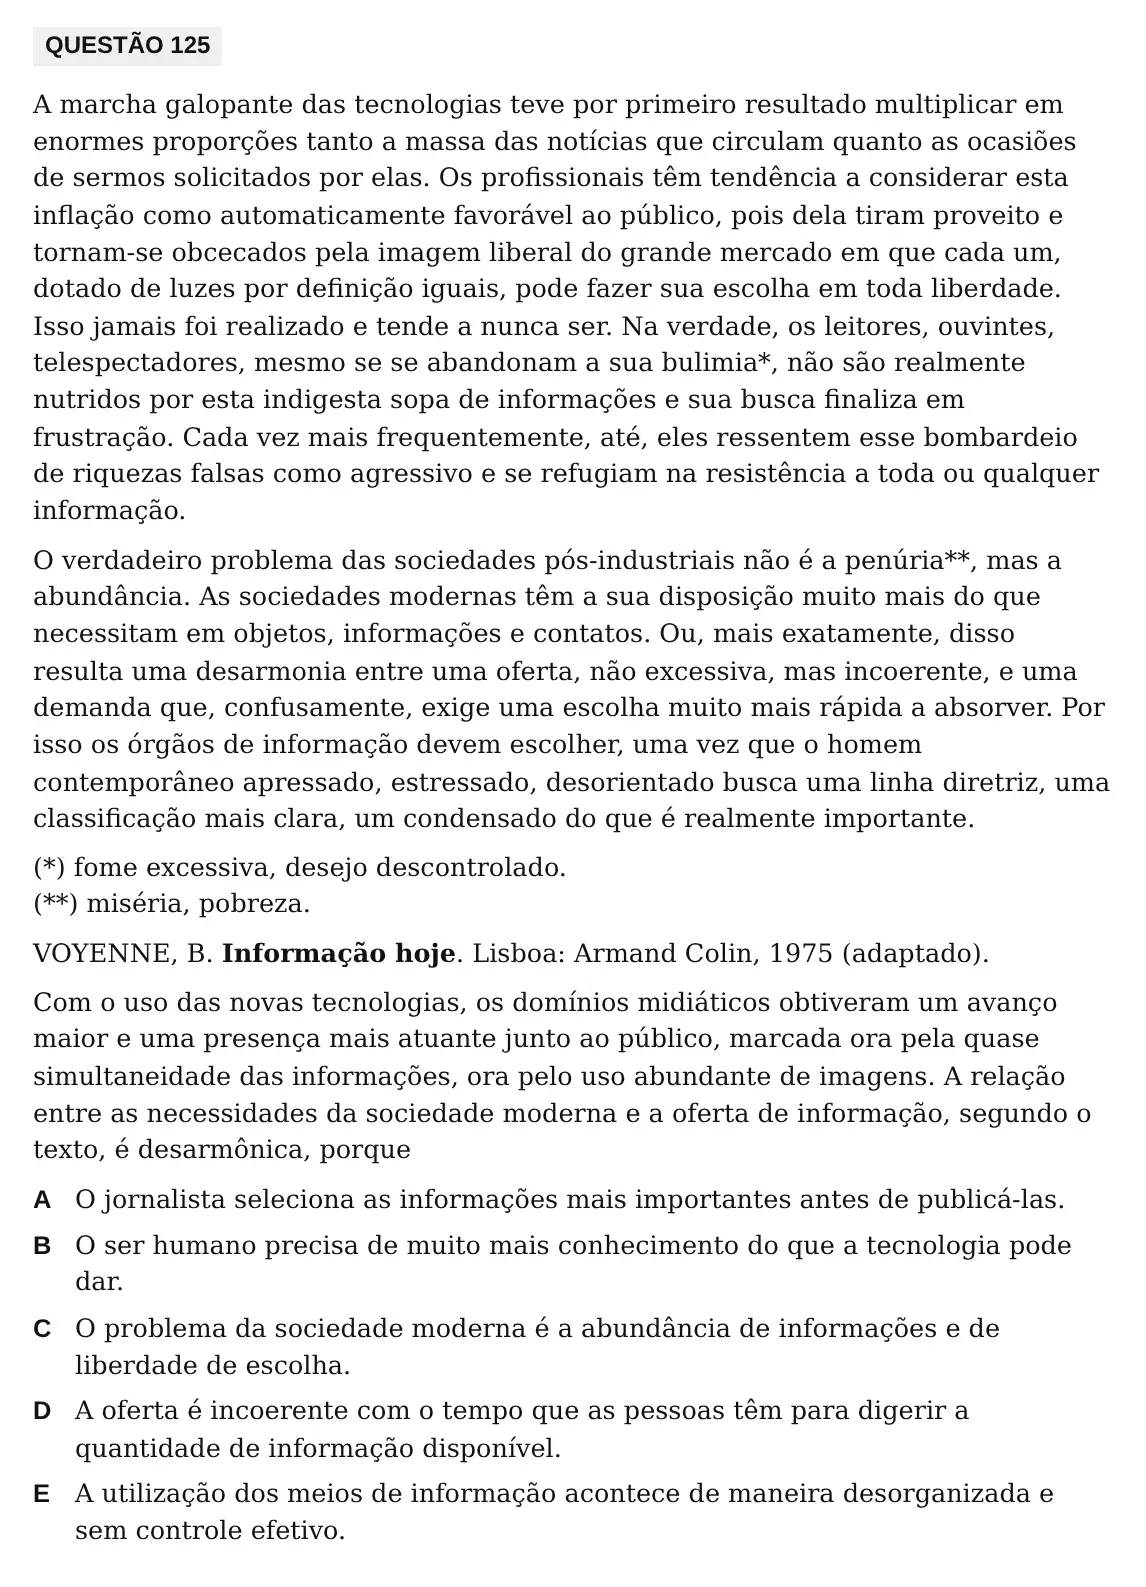 QUESTÃO 125
A marcha galopante das tecnologias teve por primeiro resultado multiplicar em
enormes proporções tanto a massa das notícias que circulam quanto as ocasiões
de sermos solicitados por elas. Os profissionais têm tendência a considerar esta
inflação como automaticamente favorável ao público, pois dela tiram proveito e
tornam-se obcecados pela imagem liberal do grande mercado em que cada um,
dotado de luzes por definição iguais, pode fazer sua escolha em toda liberdade.
Isso jamais foi realizado e tende a nunca ser. Na verdade, os leitores, ouvintes,
telespectadores, mesmo se se abandonam a sua bulimia*, não são realmente
nutridos por esta indigesta sopa de informações e sua busca finaliza em
frustração. Cada vez mais frequentemente, até, eles ressentem esse bombardeio
de riquezas falsas como agressivo e se refugiam na resistência a toda ou qualquer
informação.
O verdadeiro problema das sociedades pós-industriais não é a penúria**, mas a
abundância. As sociedades modernas têm a sua disposição muito mais do que
necessitam em objetos, informações e contatos. Ou, mais exatamente, disso
resulta uma desarmonia entre uma oferta, não excessiva, mas incoerente, e uma
demanda que, confusamente, exige uma escolha muito mais rápida a absorver. Por
isso os órgãos de informação devem escolher, uma vez que o homem
contemporâneo apressado, estressado, desorientado busca uma linha diretriz, uma
classificação mais clara, um condensado do que é realmente importante.
(*) fome excessiva, desejo descontrolado.
(**) miséria, pobreza.
VOYENNE, B. Informação hoje. Lisboa: Armand Colin, 1975 (adaptado).
Com o uso das novas tecnologias, os domínios midiáticos obtiveram um avanço
maior e uma presença mais atuante junto ao público, marcada ora pela quase
simultaneidade das informações, ora pelo uso abundante de imagens. A relação
entre as necessidades da sociedade moderna e a oferta de informação, segundo o
texto, é desarmônica, porque
A O jornalista seleciona as informações mais importantes antes de publicá-las.
B O ser humano precisa de muito mais conhecimento do que a tecnologia pode
dar.
C O problema da sociedade moderna é a abundância de informações e de
liberdade de escolha.
D A oferta é incoerente com o tempo que as pessoas têm para digerir a
quantidade de informação disponível.
E A utilização dos meios de informação acontece de maneira desorganizada e
sem controle efetivo.